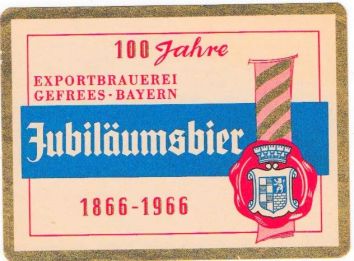 100 Jahre
EXPORTBRAUEREI
GEFREES-BAYERN
Jubiläumsbier
1866-1966